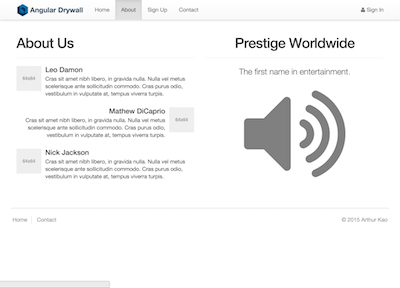 Angular Drywall Home About Sign Up Contact Sign In
About Us
64x64
Leo Damon
Cras sit amet nibh libero, in gravida nulla. Nulla vel metus
scelerisque ante sollicitudin commodo. Cras purus odio,
vestibulum in vulputate at, tempus viverra turpis.
Mathew DiCaprio
Cras sit amet nibh libero, in gravida nulla. Nulla vel metus
scelerisque ante sollicitudin commodo. Cras purus odio,
vestibulum in vulputate at, tempus viverra turpis.
64x64
64x64
Nick Jackson
Cras sit amet nibh libero, in gravida nulla. Nulla vel metus
scelerisque ante sollicitudin commodo. Cras purus odio,
vestibulum in vulputate at, tempus viverra turpis.
Prestige Worldwide
The first name in entertainment.
Home Contact © 2015 Arthur Kao